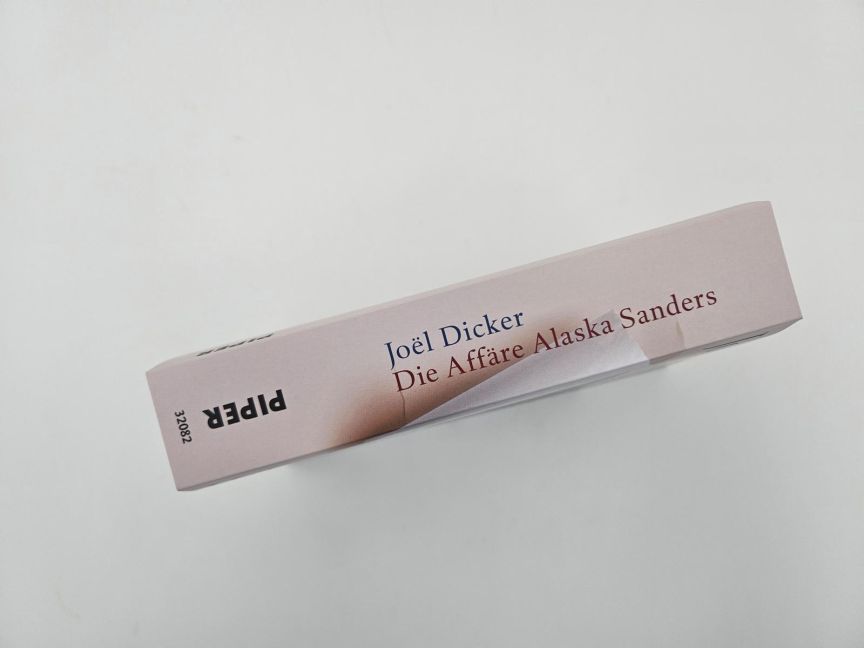 Joël Dicker
Die Affäre Alaska Sanders
PIPER
32082